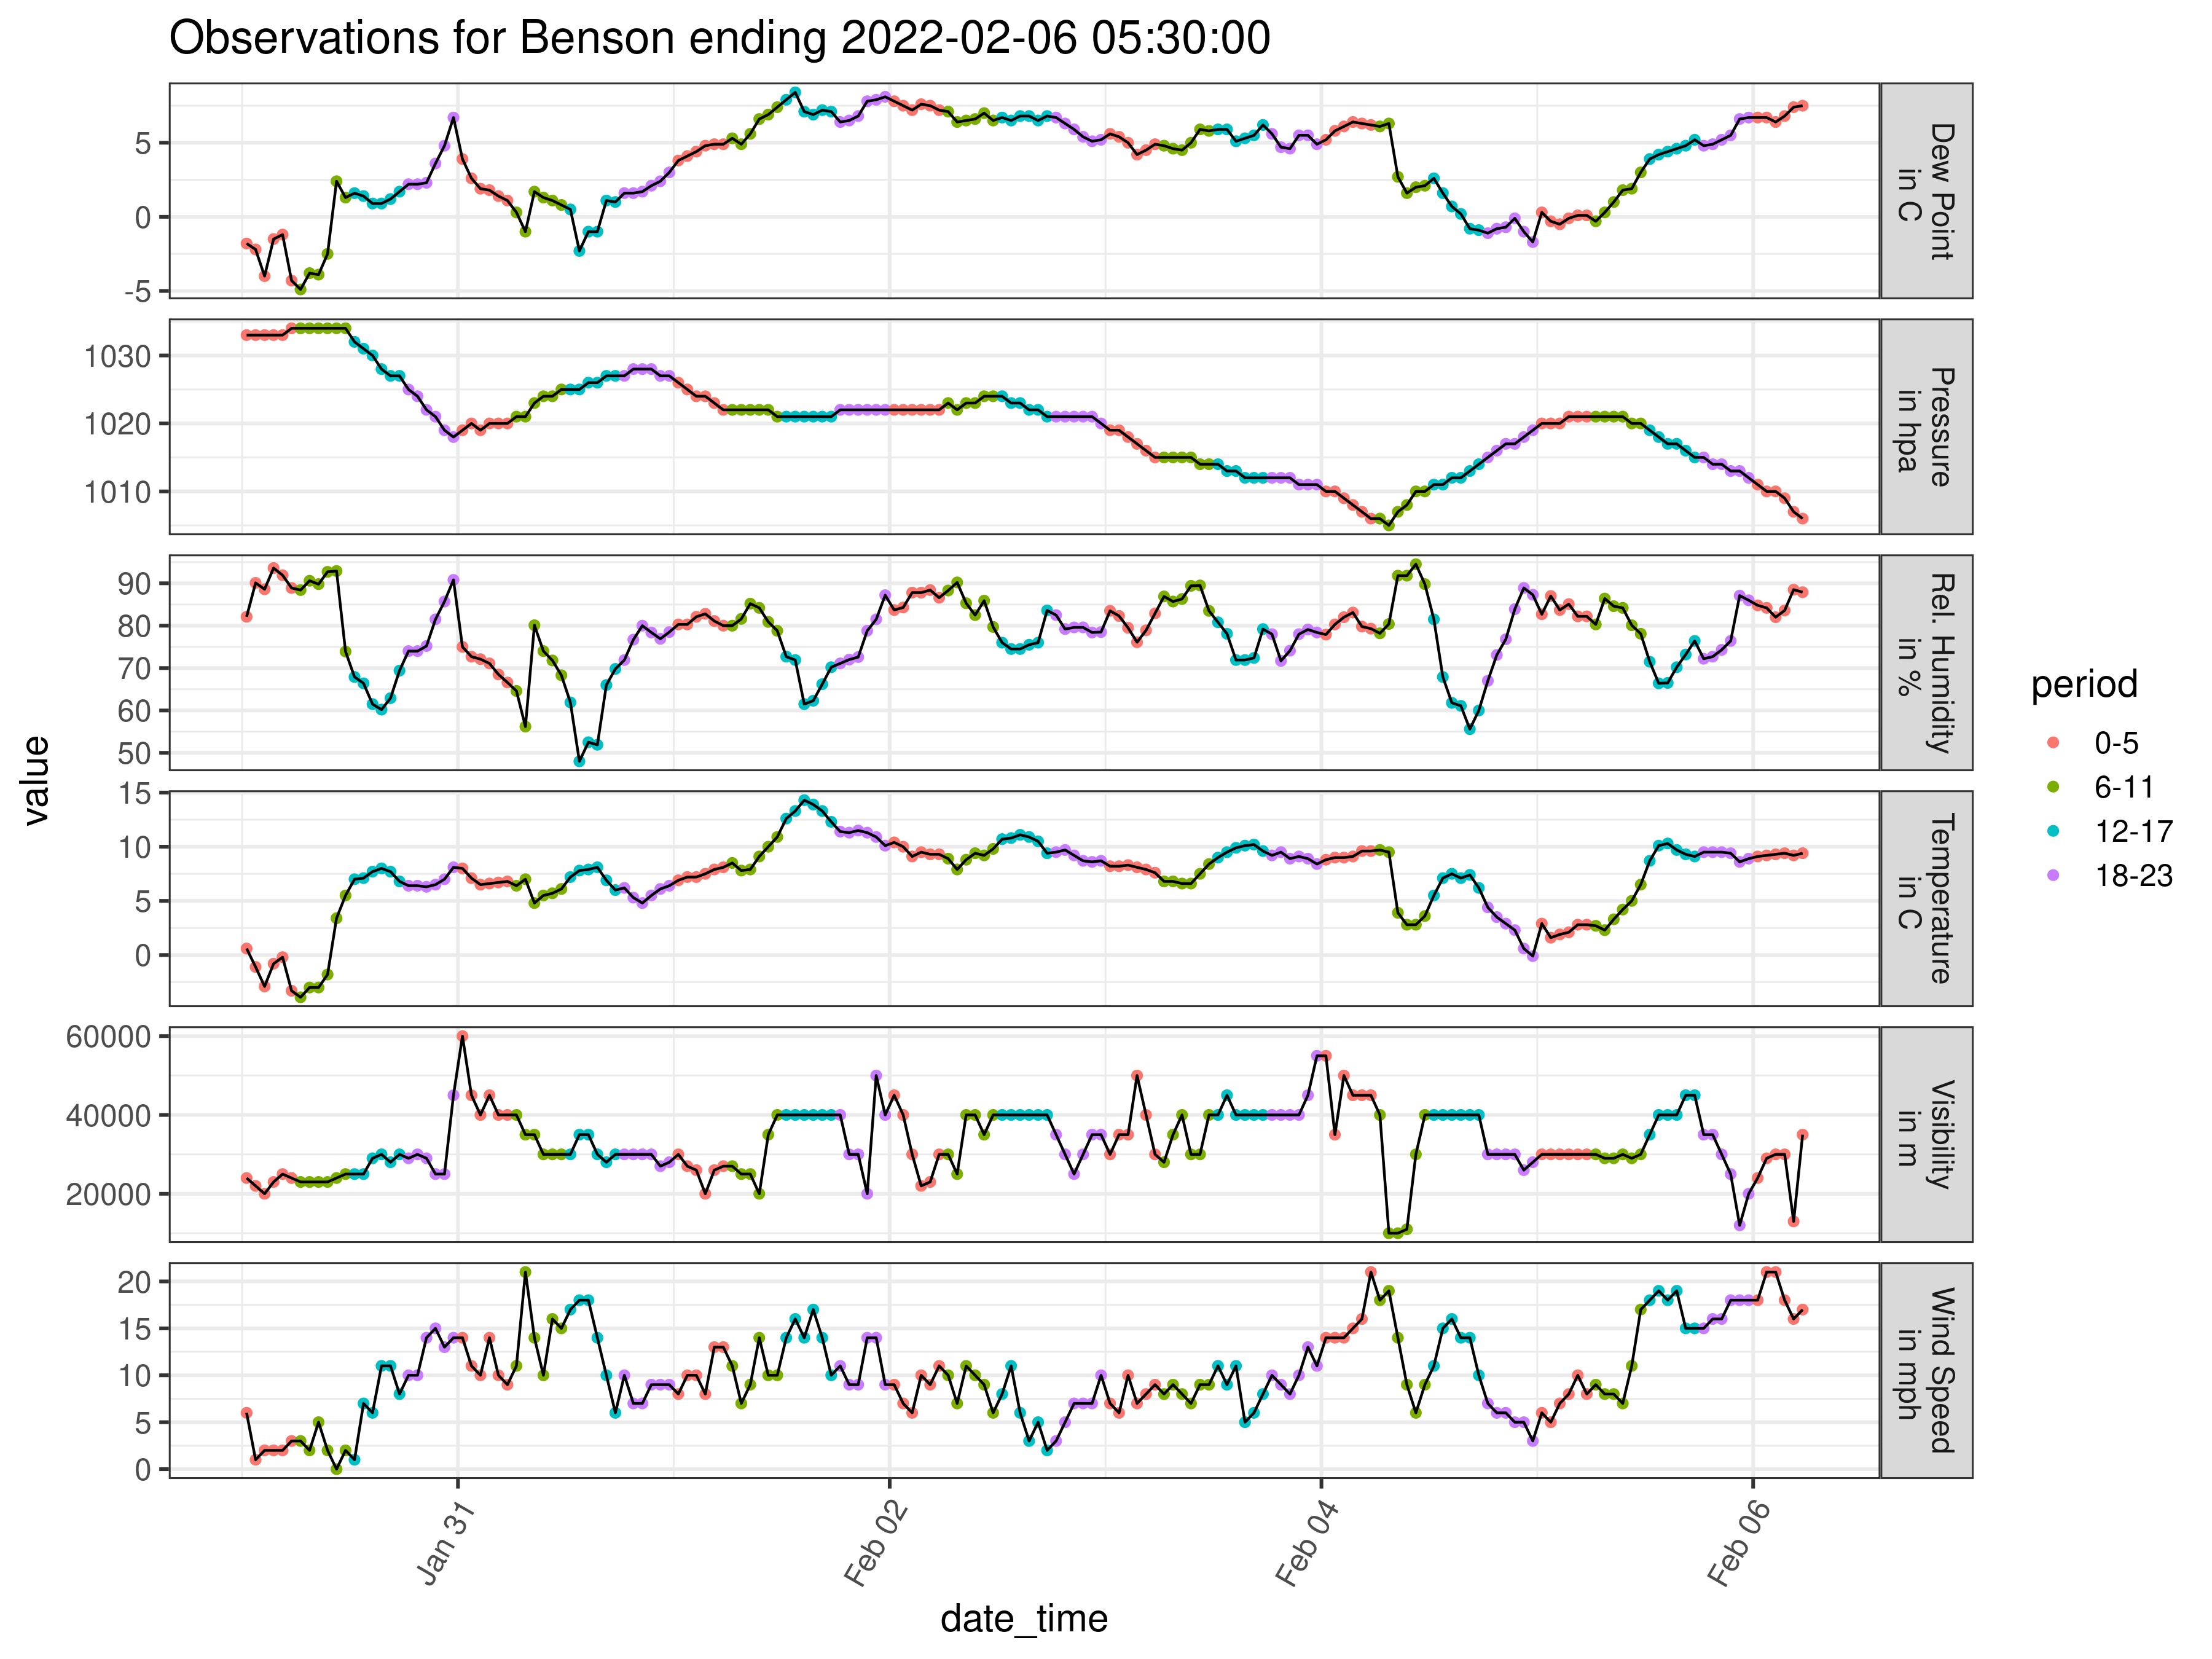 Observations for Benson ending 2022-02-06 05:30:00
value
5
0
-5
Dew Point
in C
1030
1020
1010
Pressure
in hpa
90
80
70
60
50
Rel. Humidity
in %
15
10
5
0
Temperature
in C
60000
40000
20000
Visibility
in m
20
15
10
5
0
Wind Speed
in mph
Jan 31
Feb 02
Feb 04
Feb 06
date_time
period
0-5
6-11
12-17
18-23